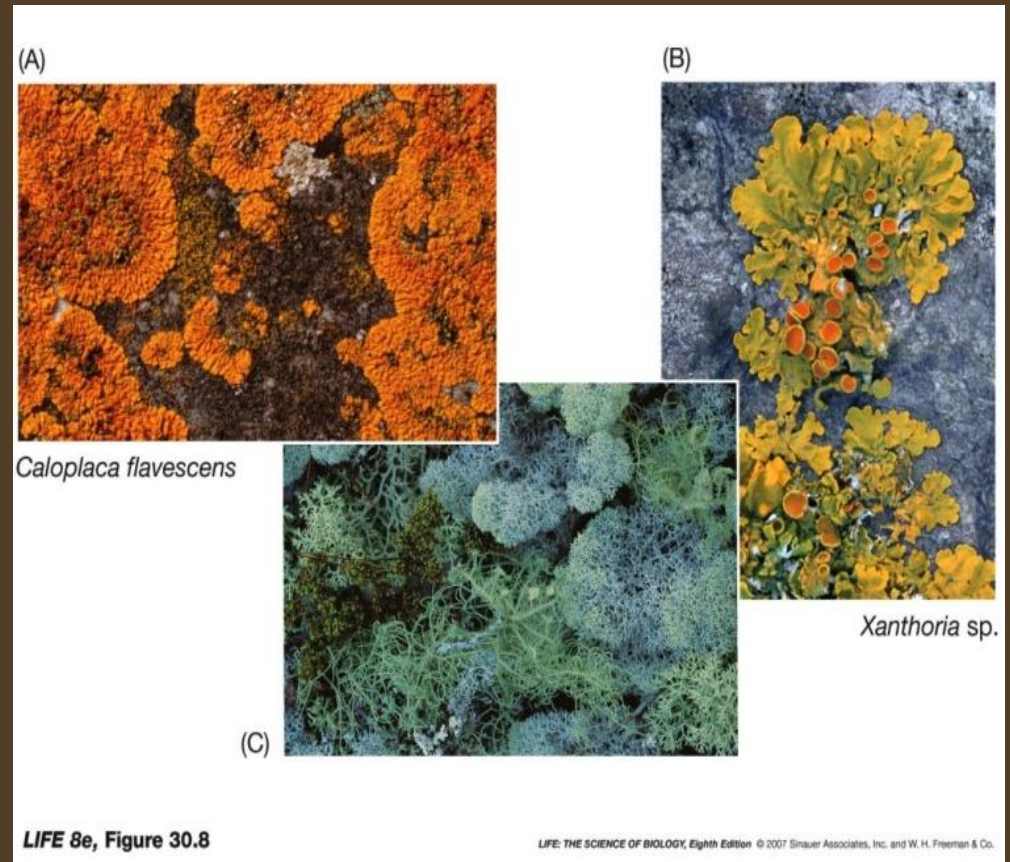 (A)
(B)
Caloplaca flavescens
Xanthoria sp.
(C)
LIFE 8e, Figure 30.8
LIFE: THE SCIENCE OF BIOLOGY, Eighth Edition © 2007 Sinauer Associates, Inc. and W. H. Freeman & Co.